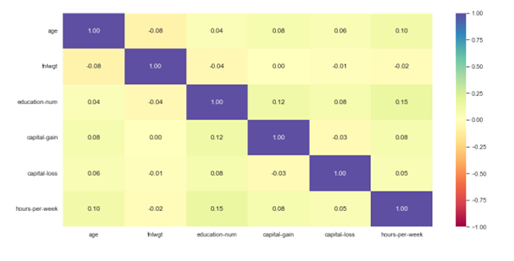 age 1.00 -0.08 0.04 0.08 0.06 0.10
fnlwgt -0.08 1.00 -0.04 0.00 -0.01 -0.02
education-num 0.04 -0.04 1.00 0.12 0.08 0.15
capital-gain 0.08 0.00 0.12 1.00 -0.03 0.08
capital-loss 0.06 -0.01 0.08 -0.03 1.00 0.05
hours-per-week 0.10 -0.02 0.15 0.08 0.05 1.00
age fnlwgt education-num capital-gain capital-loss hours-per-week
1.00
0.75
0.50
0.25
0.00
-0.25
-0.50
-0.75
-1.00